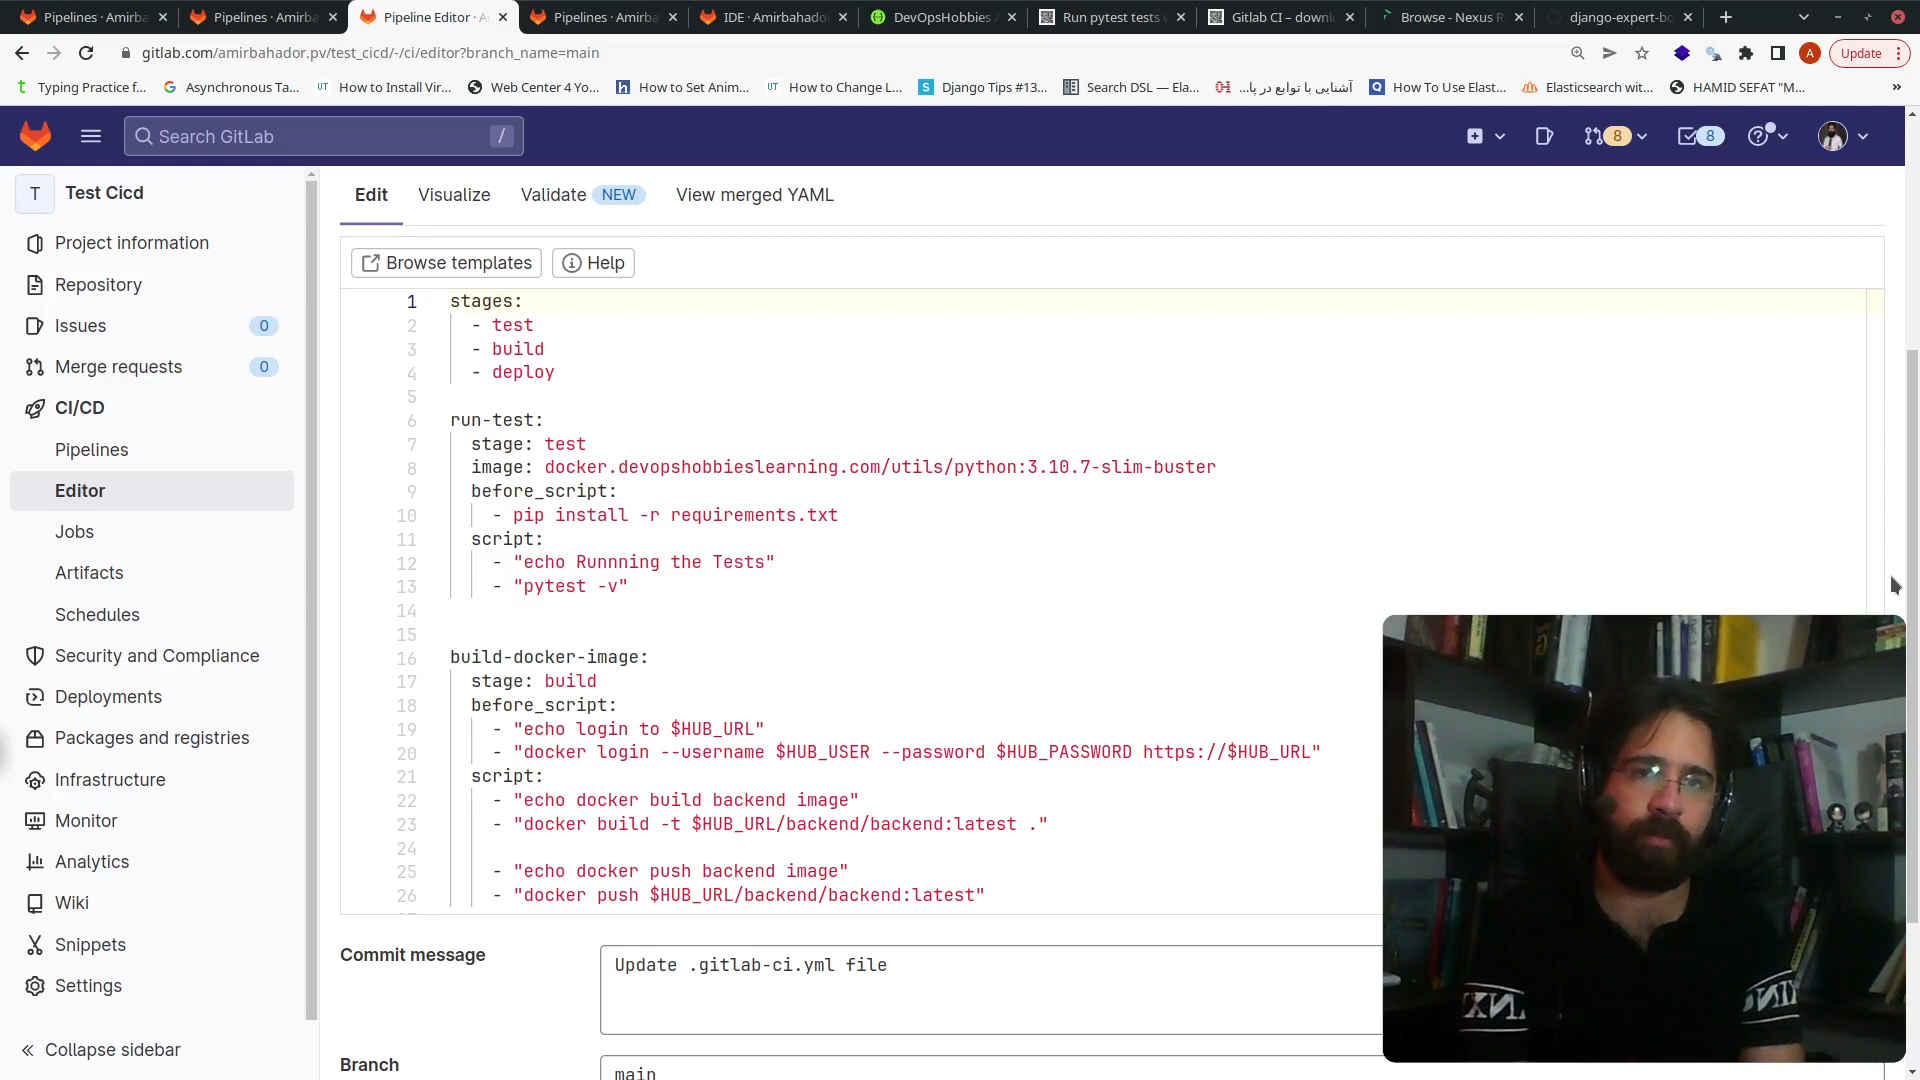 Pipelines · Amirba
Pipelines · Amirba
Pipeline Editor · A
Pipelines · Amirba
IDE · Amirbahado
DevOpsHobbies
Run pytest tests
Gitlab CI – downl
Browse - Nexus R
django-expert-bo
gitlab.com/amirbahador.pv/test_cicd/-/ci/editor?branch_name=main
A
Update
Typing Practice f...
Asynchronous Ta...
UT How to Install Vir...
Web Center 4 Yo...
How to Set Anim...
UT How to Change L...
Django Tips #13...
Search DSL — Ela...
آشنایی با توابع در پا...
How To Use Elast...
Elasticsearch wit...
HAMID SEFAT "M...
Search GitLab
/
8
8
T Test Cicd
Project information
Repository
Issues 0
Merge requests 0
CI/CD
Pipelines
Editor
Jobs
Artifacts
Schedules
Security and Compliance
Deployments
Packages and registries
Infrastructure
Monitor
Analytics
Wiki
Snippets
Settings
Collapse sidebar
Edit Visualize Validate NEW View merged YAML
Browse templates Help
1 stages:
2 - test
3 - build
4 - deploy
5
6 run-test:
7 stage: test
8 image: docker.devopshobbieslearning.com/utils/python:3.10.7-slim-buster
9 before_script:
10 - pip install -r requirements.txt
11 script:
12 - "echo Runnning the Tests"
13 - "pytest -v"
14
15
16 build-docker-image:
17 stage: build
18 before_script:
19 - "echo login to $HUB_URL"
20 - "docker login --username $HUB_USER --password $HUB_PASSWORD https://$HUB_URL"
21 script:
22 - "echo docker build backend image"
23 - "docker build -t $HUB_URL/backend/backend:latest ."
24
25 - "echo docker push backend image"
26 - "docker push $HUB_URL/backend/backend:latest"
Commit message
Update .gitlab-ci.yml file
Branch
main